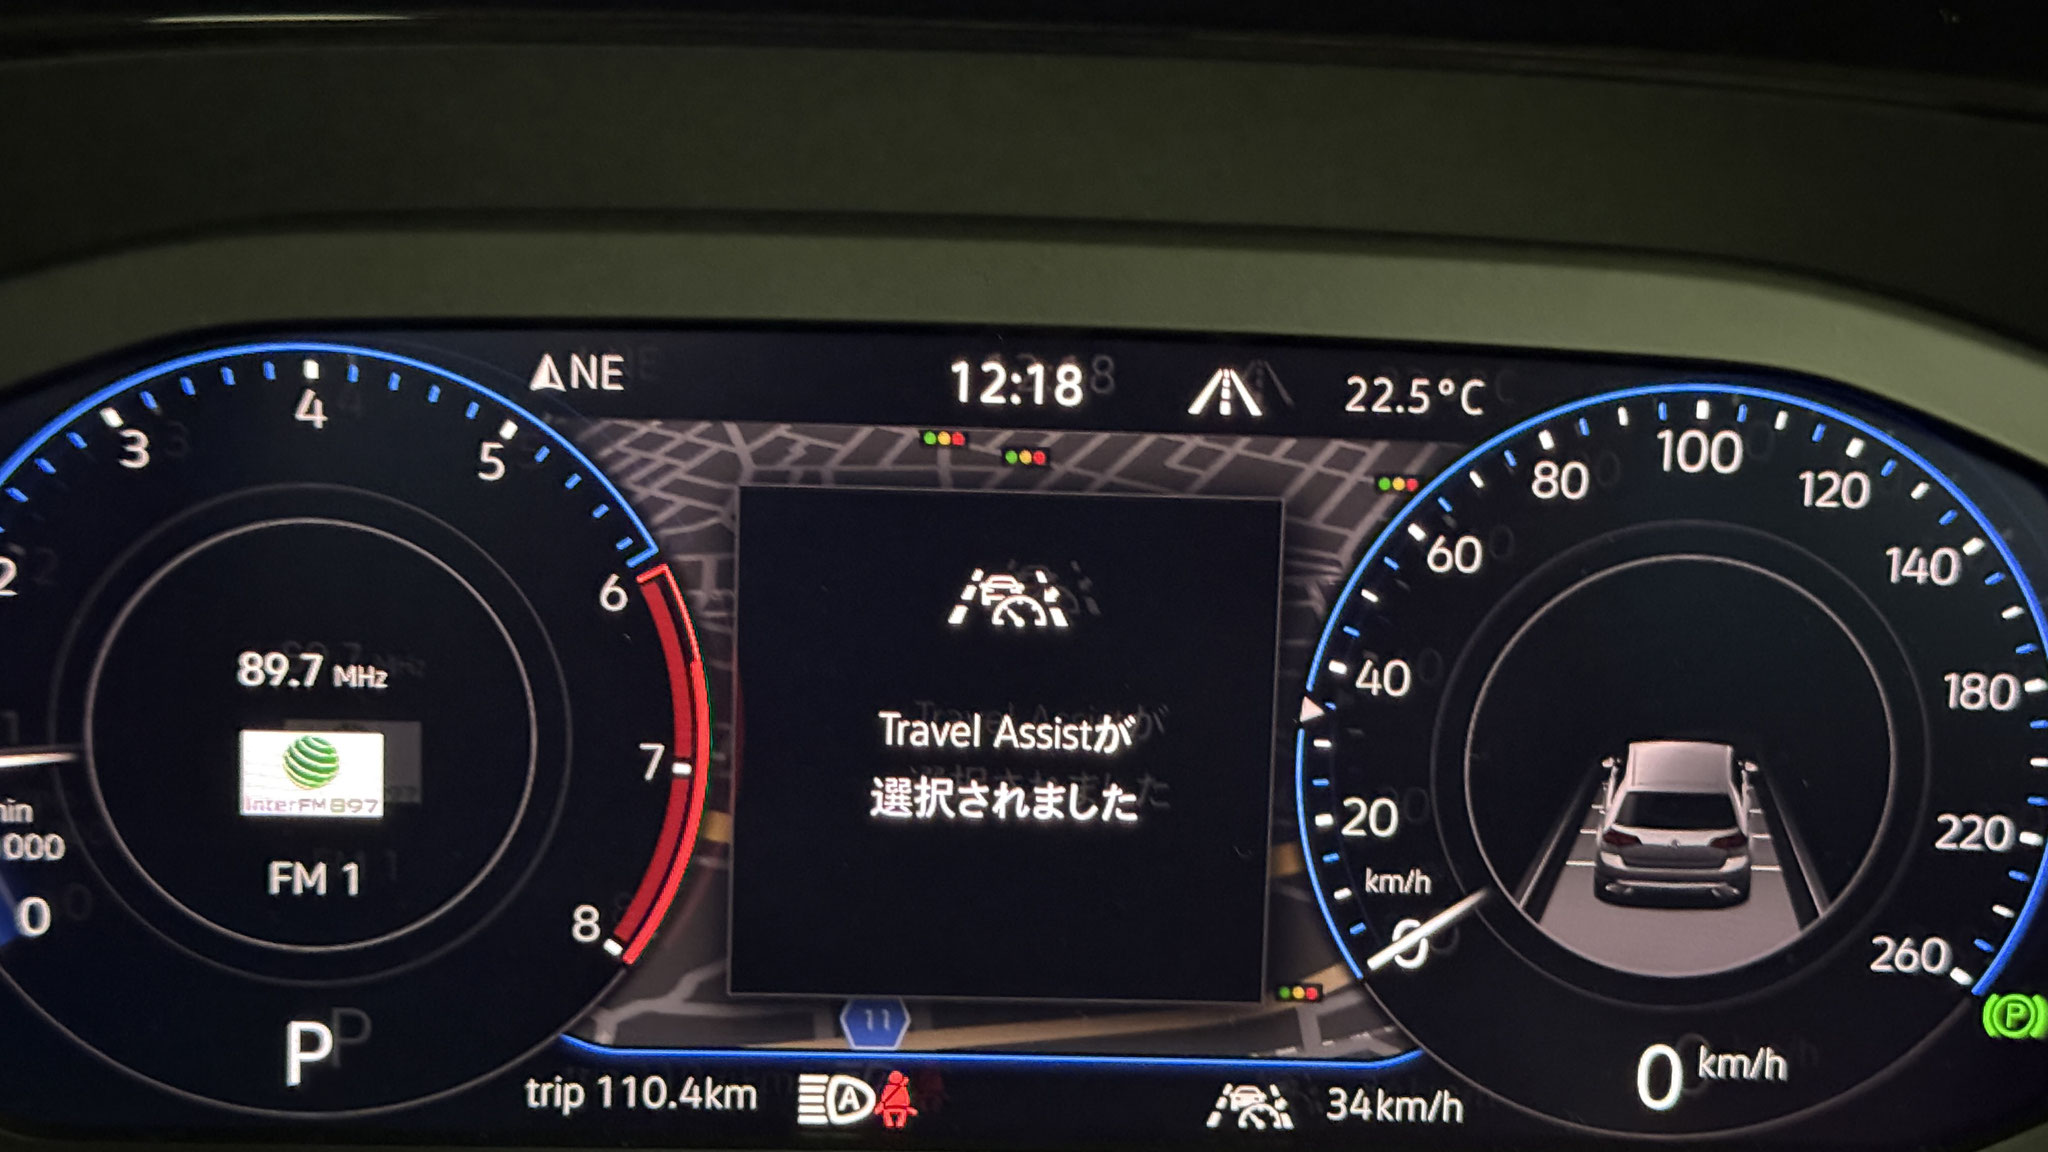 NE
12:18
22.5°C
2
3
4
5
6
7
8
89.7 MHz
InterFM897
FM 1
000
0
P
Travel Assistが
選択されました
11
trip 110.4km
A
34km/h
0
20
40
60
80
100
120
140
180
220
260
km/h
0 km/h
P